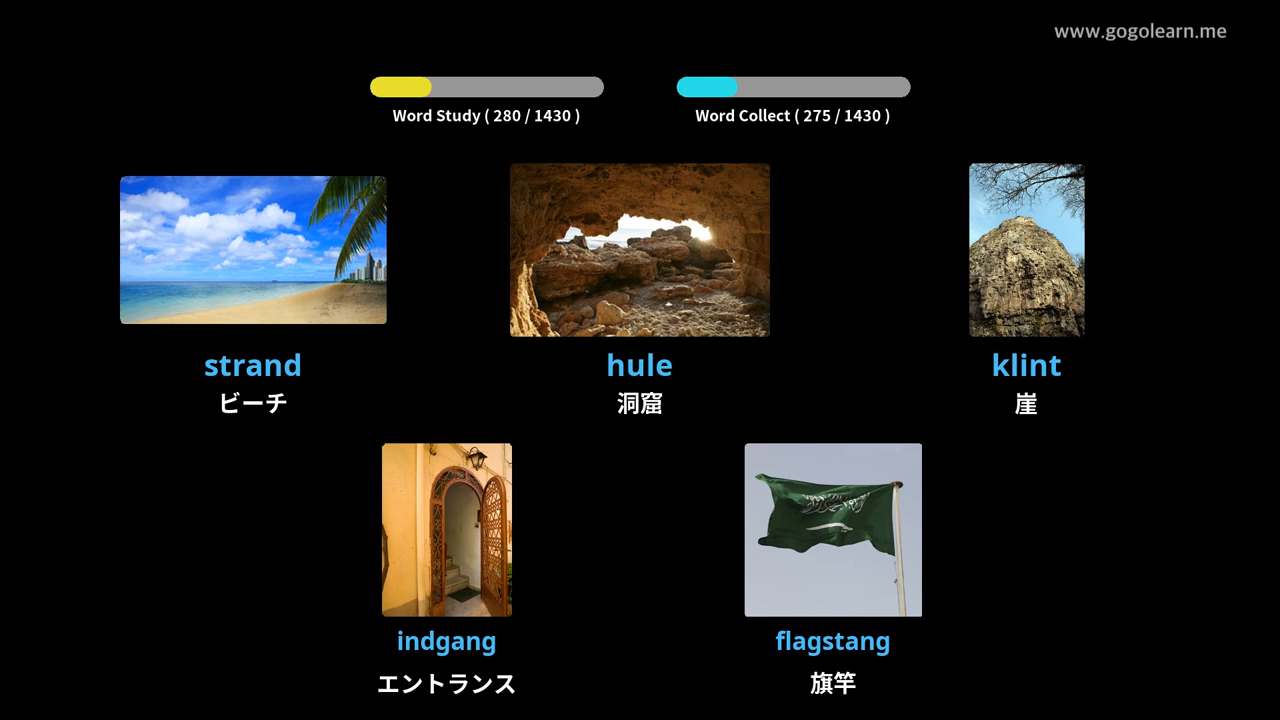 www.gogolearn.me
Word Study ( 280 / 1430 )
Word Collect ( 275 / 1430 )
strand
ビーチ
hule
洞窟
klint
崖
indgang
エントランス
flagstang
旗竿